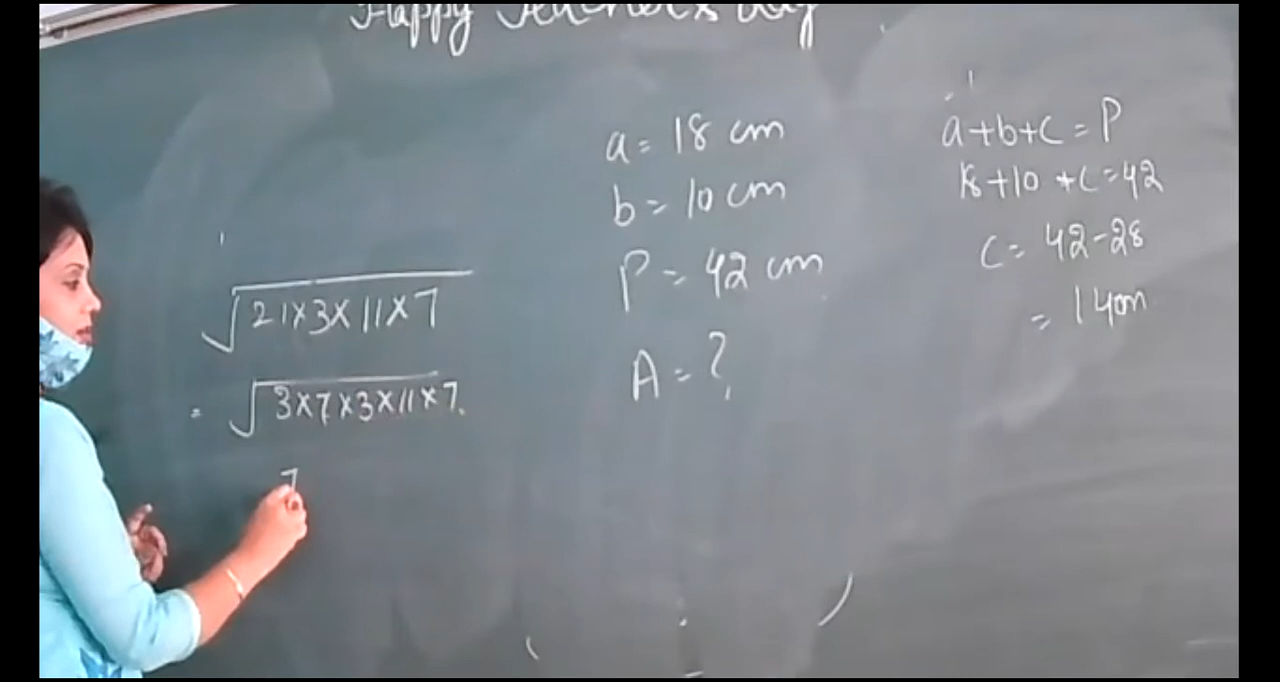 Happy Teacher's day
a = 18 cm
b = 10 cm
P = 42 cm
A = ?
a+b+c = P
18+10+c=42
c = 42-28
= 14cm
√21×3×11×7
= √3×7×3×11×7
7